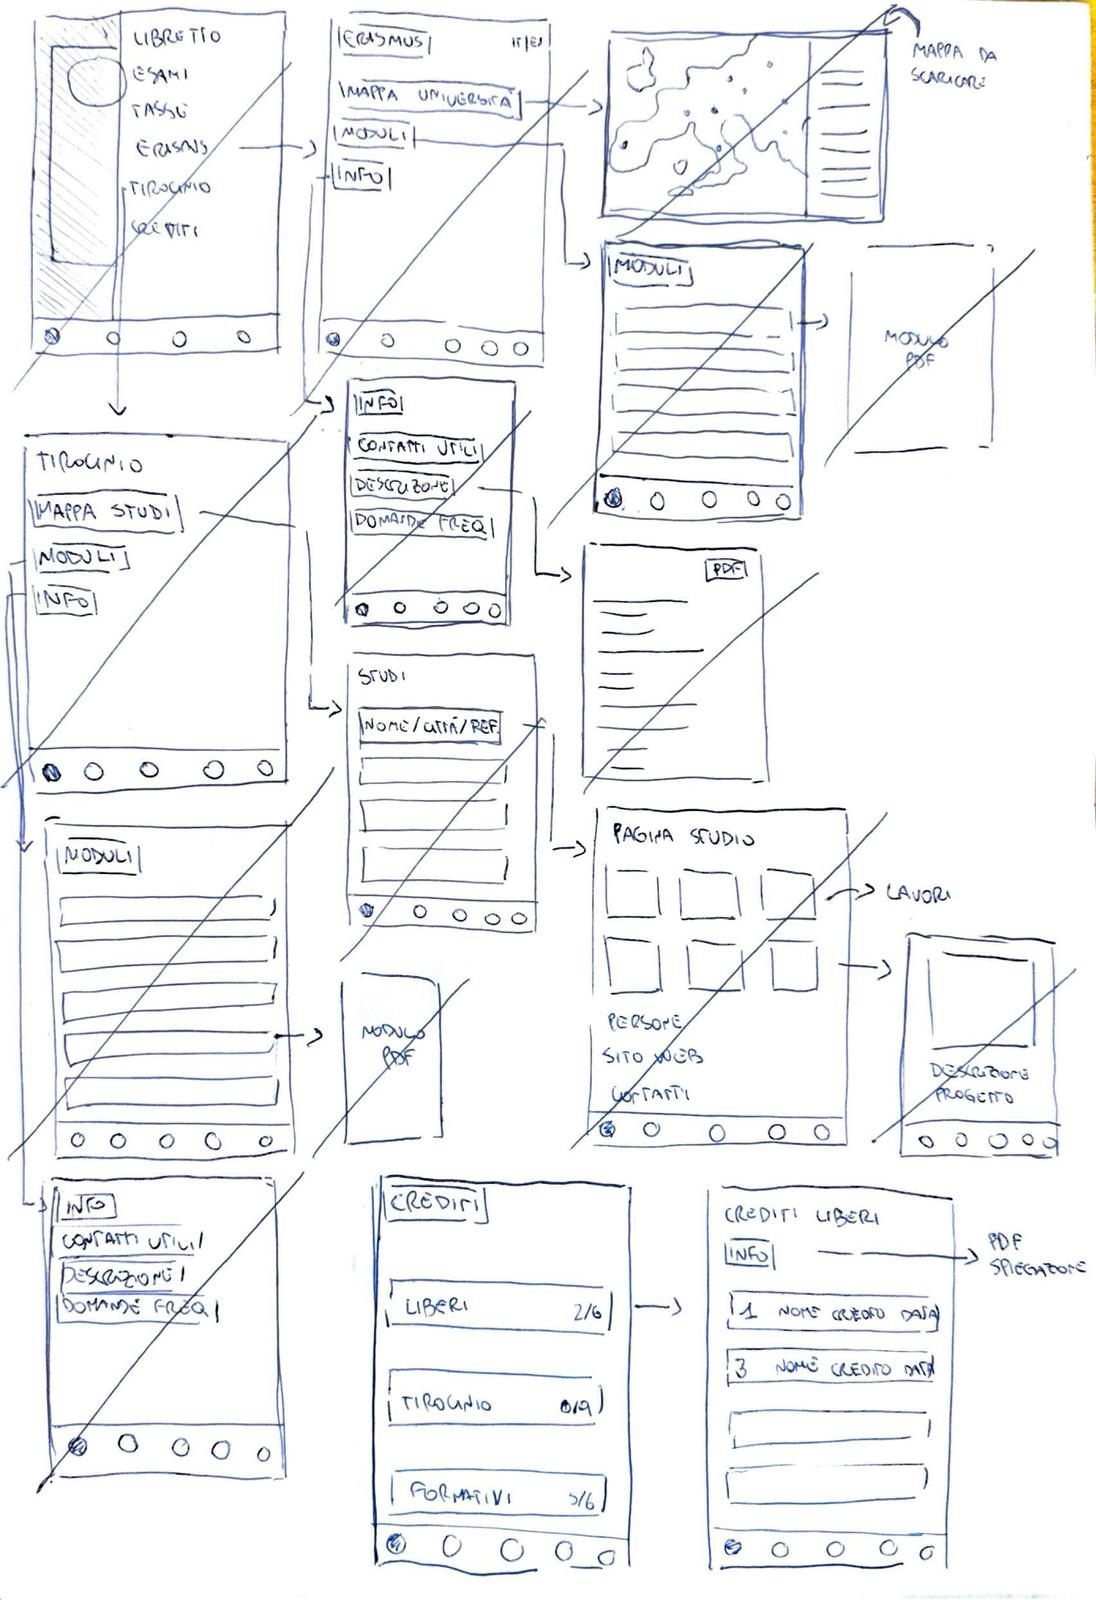 LIBRETTO
ESAMI
TASSE
ERASMUS
TIROCINIO
CREDITI
ERASMUS
MAPPA UNIVERSITÀ
MODULI
INFO
MAPPA DA
SCARICARE
MODULI
MODULO
PDF
INFO
CONTATTI UTILI
DESCRIZIONE
DOMANDE FREQ
PDF
TIROCINIO
MAPPA STUDI
MODULI
INFO
STUDI
NOME/CITTÀ/REF.
PAGINA STUDIO
LAVORI
PERSONE
SITO WEB
CONTATTI
DESCRIZIONE
PROGETTO
MODULI
MODULO
PDF
INFO
CONTATTI UTILI
DESCRIZIONE
DOMANDE FREQ
CREDITI
LIBERI 2/6
TIROCINIO 0/9
FORMATIVI 5/6
CREDITI LIBERI
INFO
PDF
SPIEGAZIONE
1 NOME CREDITO DATA
3 NOME CREDITO DATA